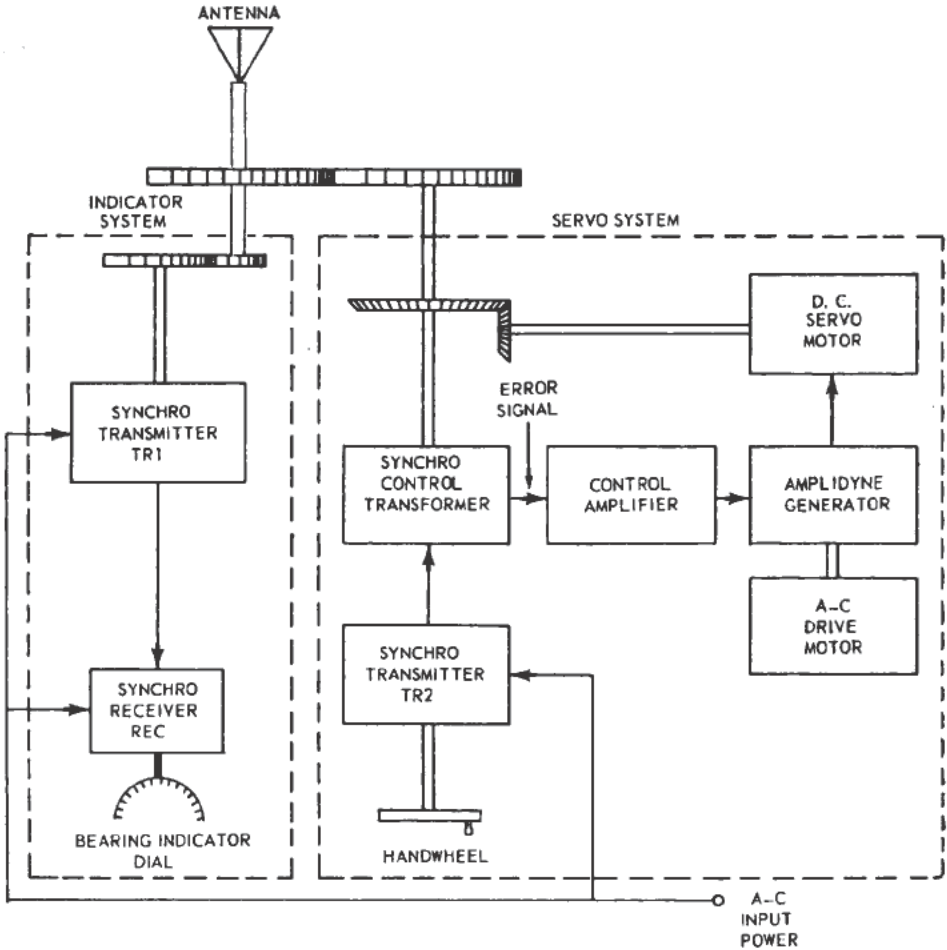 ANTENNA
INDICATOR
SYSTEM
SERVO SYSTEM
D. C.
SERVO
MOTOR
ERROR
SIGNAL
SYNCHRO
TRANSMITTER
TR1
SYNCHRO
CONTROL
TRANSFORMER
CONTROL
AMPLIFIER
AMPLIDYNE
GENERATOR
A-C
DRIVE
MOTOR
SYNCHRO
TRANSMITTER
TR2
SYNCHRO
RECEIVER
REC
BEARING INDICATOR
DIAL
HANDWHEEL
A-C
INPUT
POWER